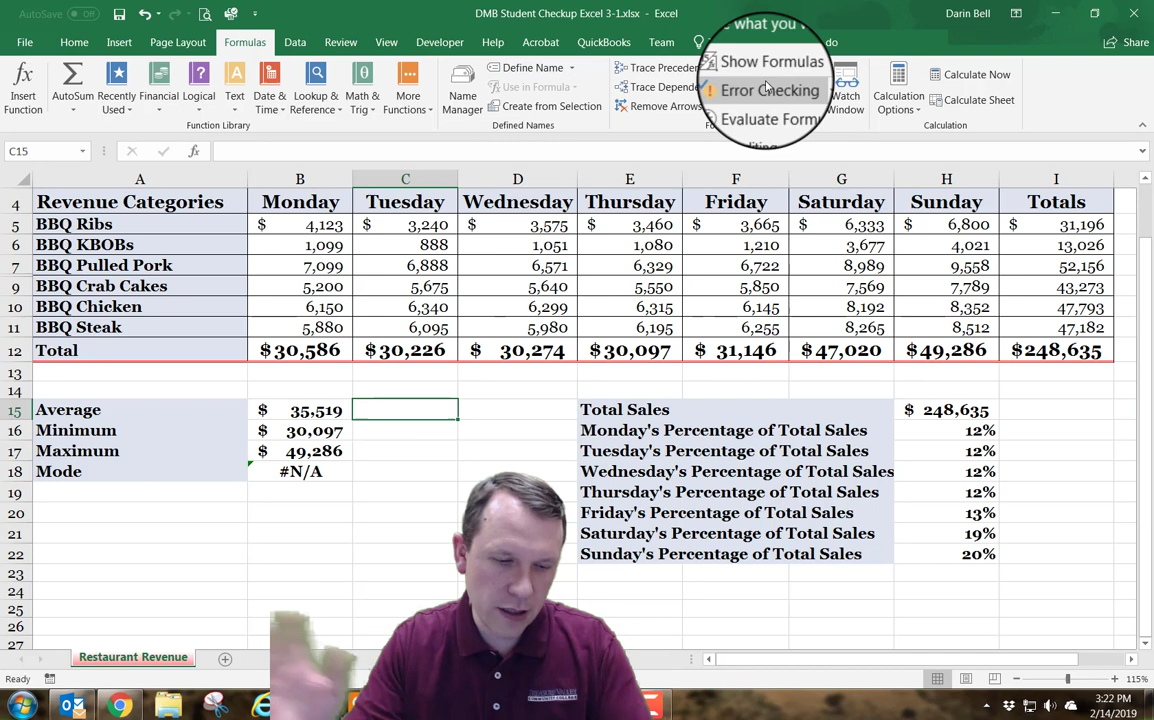 AutoSave Off DMB Student Checkup Excel 3-1.xlsx - Excel Darin Bell
File Home Insert Page Layout Formulas Data Review View Developer Help Acrobat QuickBooks Team what you do Share
Insert Function
AutoSum
Recently Used
Financial
Logical
Text
Date & Time
Lookup & Reference
Math & Trig
More Functions
Function Library
Name Manager
Define Name
Use in Formula
Create from Selection
Defined Names
Trace
Trace
Remove Arrows
Show Formulas
Error Checking
Evaluate
Watch Window
Calculation Options
Calculate Now
Calculate Sheet
Calculation
C15 fx
A B C D E F G H I
4 Revenue Categories Monday Tuesday Wednesday Thursday Friday Saturday Sunday Totals
5 BBQ Ribs $ 4,123 $ 3,240 $ 3,575 $ 3,460 $ 3,665 $ 6,333 $ 6,800 $ 31,196
6 BBQ KBOBs 1,099 888 1,051 1,080 1,210 3,677 4,021 13,026
7 BBQ Pulled Pork 7,099 6,888 6,571 6,329 6,722 8,989 9,558 52,156
9 BBQ Crab Cakes 5,200 5,675 5,640 5,550 5,850 7,569 7,789 43,273
10 BBQ Chicken 6,150 6,340 6,299 6,315 6,145 8,192 8,352 47,793
11 BBQ Steak 5,880 6,095 5,980 6,195 6,255 8,265 8,512 47,182
12 Total $30,586 $30,226 $ 30,274 $30,097 $ 31,146 $47,020 $49,286 $248,635
13
14
15 Average $ 35,519 Total Sales $ 248,635
16 Minimum $ 30,097 Monday's Percentage of Total Sales 12%
17 Maximum $ 49,286 Tuesday's Percentage of Total Sales 12%
18 Mode #N/A Wednesday's Percentage of Total Sales 12%
19 Thursday's Percentage of Total Sales 12%
20 Friday's Percentage of Total Sales 13%
21 Saturday's Percentage of Total Sales 19%
22 Sunday's Percentage of Total Sales 20%
23
24
25
26
27
Restaurant Revenue
Ready 115%
TREASURE VALLEY
COMMUNITY COLLEGE
3:22 PM
2/14/2019